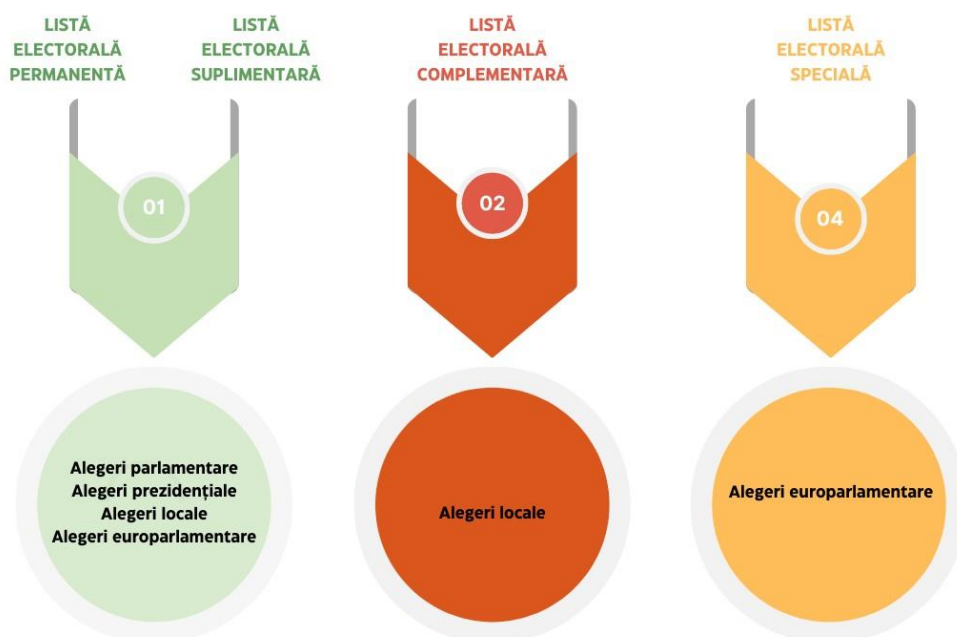 LISTĂ
ELECTORALĂ
PERMANENTĂ
LISTĂ
ELECTORALĂ
SUPLIMENTARĂ
LISTĂ
ELECTORALĂ
COMPLEMENTARĂ
LISTĂ
ELECTORALĂ
SPECIALĂ
01
02
04
Alegeri parlamentare
Alegeri prezidențiale
Alegeri locale
Alegeri europarlamentare
Alegeri locale
Alegeri europarlamentare